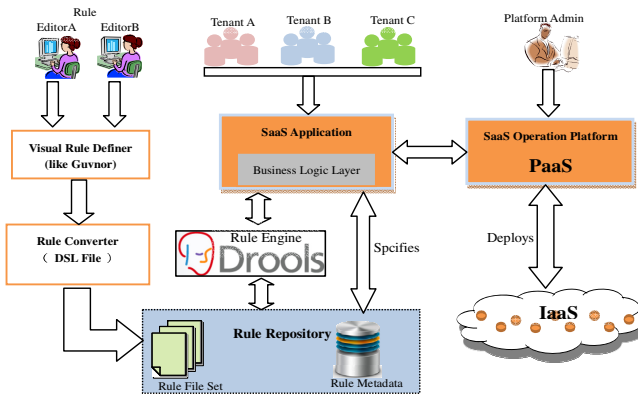 Rule
EditorA
EditorB
Tenant A
Tenant B
Tenant C
Platform Admin
Visual Rule Definer
(like Guvnor)
SaaS Application
Business Logic Layer
SaaS Operation Platform
PaaS
Rule Converter
（ DSL File ）
Rule Engine
Drools
Spcifies
Deploys
IaaS
Rule Repository
Rule File Set
Rule Metadata